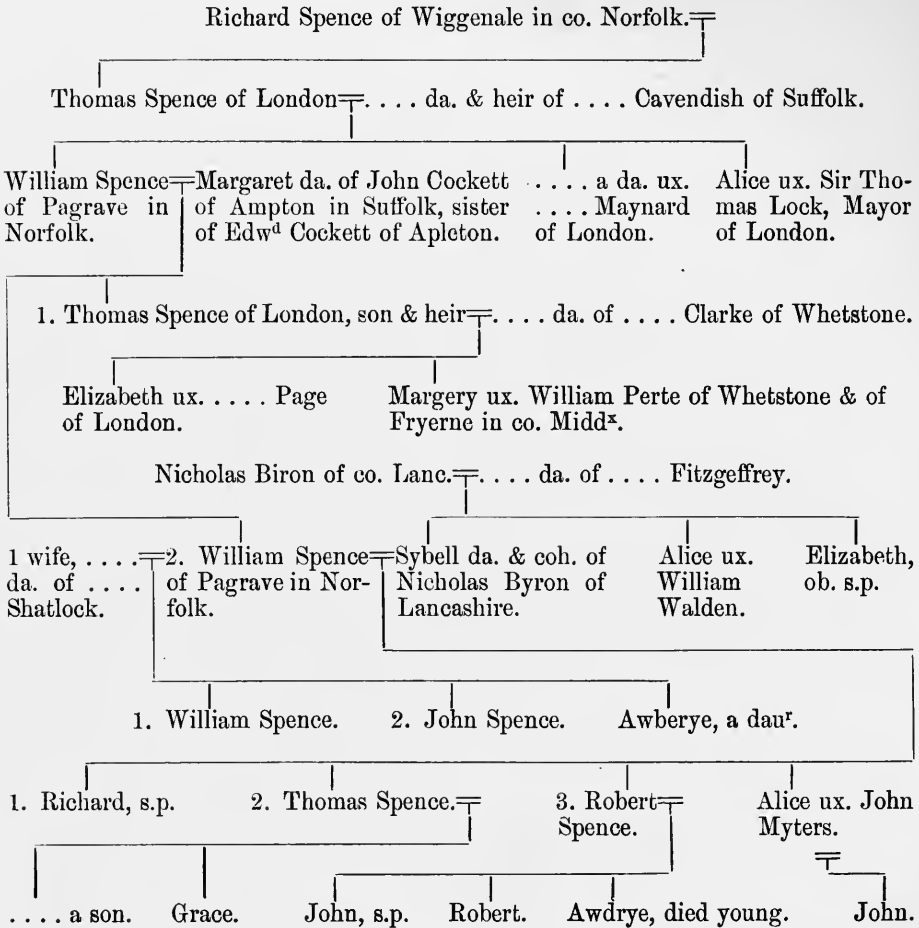 Richard Spence of Wiggenale in co. Norfolk.
Thomas Spence of London .... da. & heir of .... Cavendish of Suffolk.
William Spence of Pagrave in Norfolk.
Margaret da. of John Cockett of Ampton in Suffolk, sister of Edwᵈ Cockett of Apleton.
.... a da. ux. .... Maynard of London.
Alice ux. Sir Thomas Lock, Mayor of London.
1. Thomas Spence of London, son & heir .... da. of .... Clarke of Whetstone.
Elizabeth ux. .... Page of London.
Margery ux. William Perte of Whetstone & of Fryerne in co. Middˣ.
Nicholas Biron of co. Lanc. .... da. of .... Fitzgeffrey.
1 wife, .... da. of .... Shatlock.
2. William Spence of Pagrave in Norfolk.
Sybell da. & coh. of Nicholas Byron of Lancashire.
Alice ux. William Walden.
Elizabeth, ob. s.p.
1. William Spence. 2. John Spence. Awberye, a dauʳ.
1. Richard, s.p. 2. Thomas Spence. 3. Robert Spence. Alice ux. John Myters.
.... a son. Grace. John, s.p. Robert. Awdrye, died young. John.